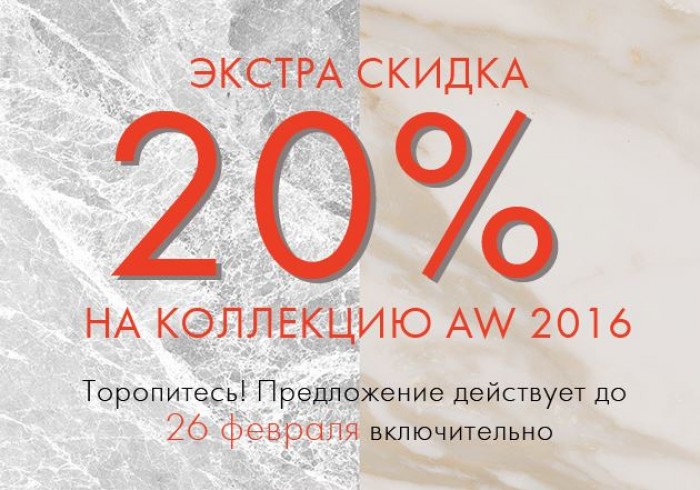 ЭКСТРА СКИДКА
20%
НА КОЛЛЕКЦИЮ AW 2016
Торопитесь! Предложение действует до
26 февраля включительно